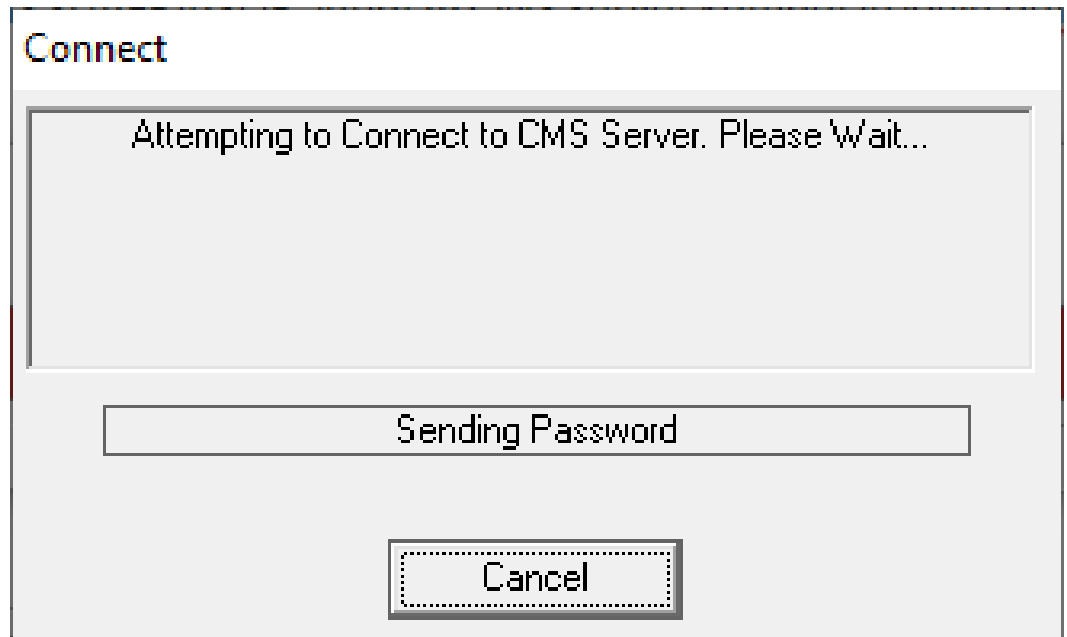 Connect
Attempting to Connect to CMS Server. Please Wait...
Sending Password
Cancel